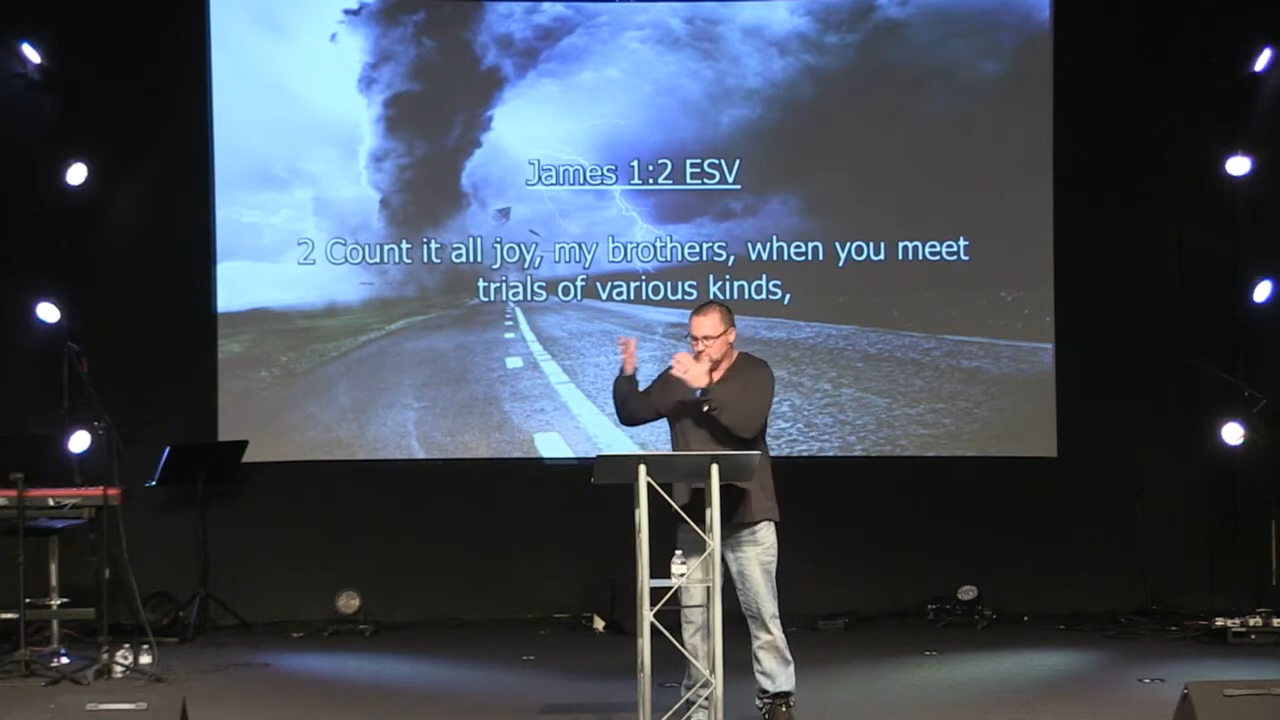 James 1:2 ESV
2 Count it all joy, my brothers, when you meet
trials of various kinds,